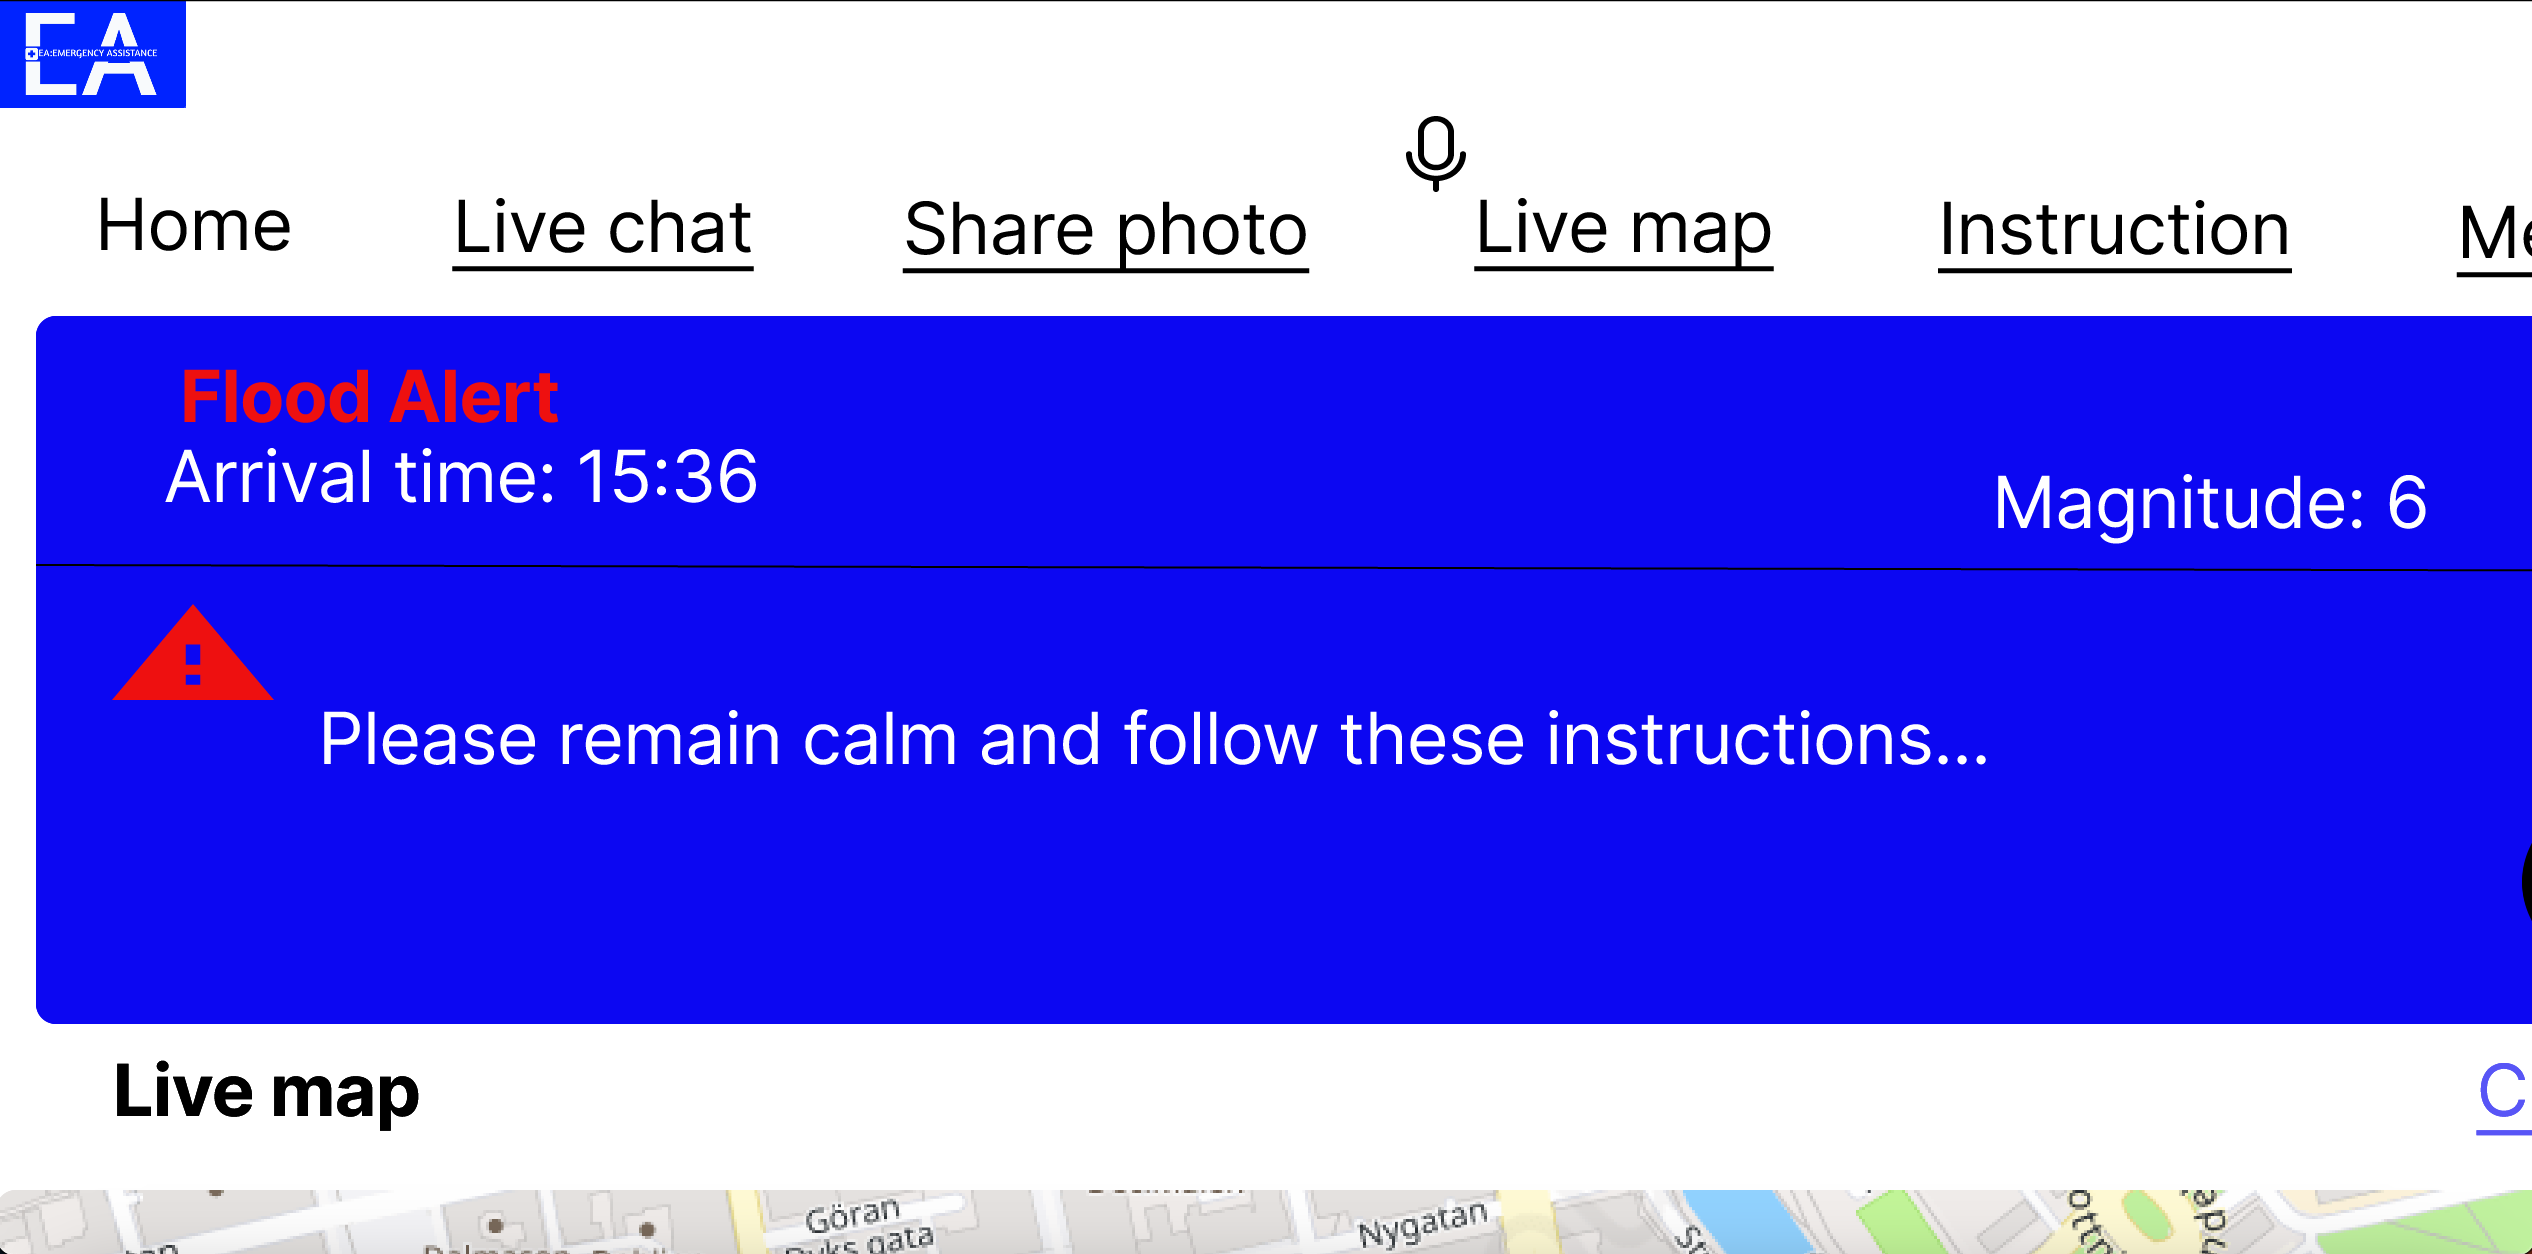 EA
EA:EMERGENCY ASSISTANCE
Home Live chat Share photo Live map Instruction
Flood Alert
Arrival time: 15:36
Magnitude: 6
Please remain calm and follow these instructions...
Live map
Göran
gata
Nygatan